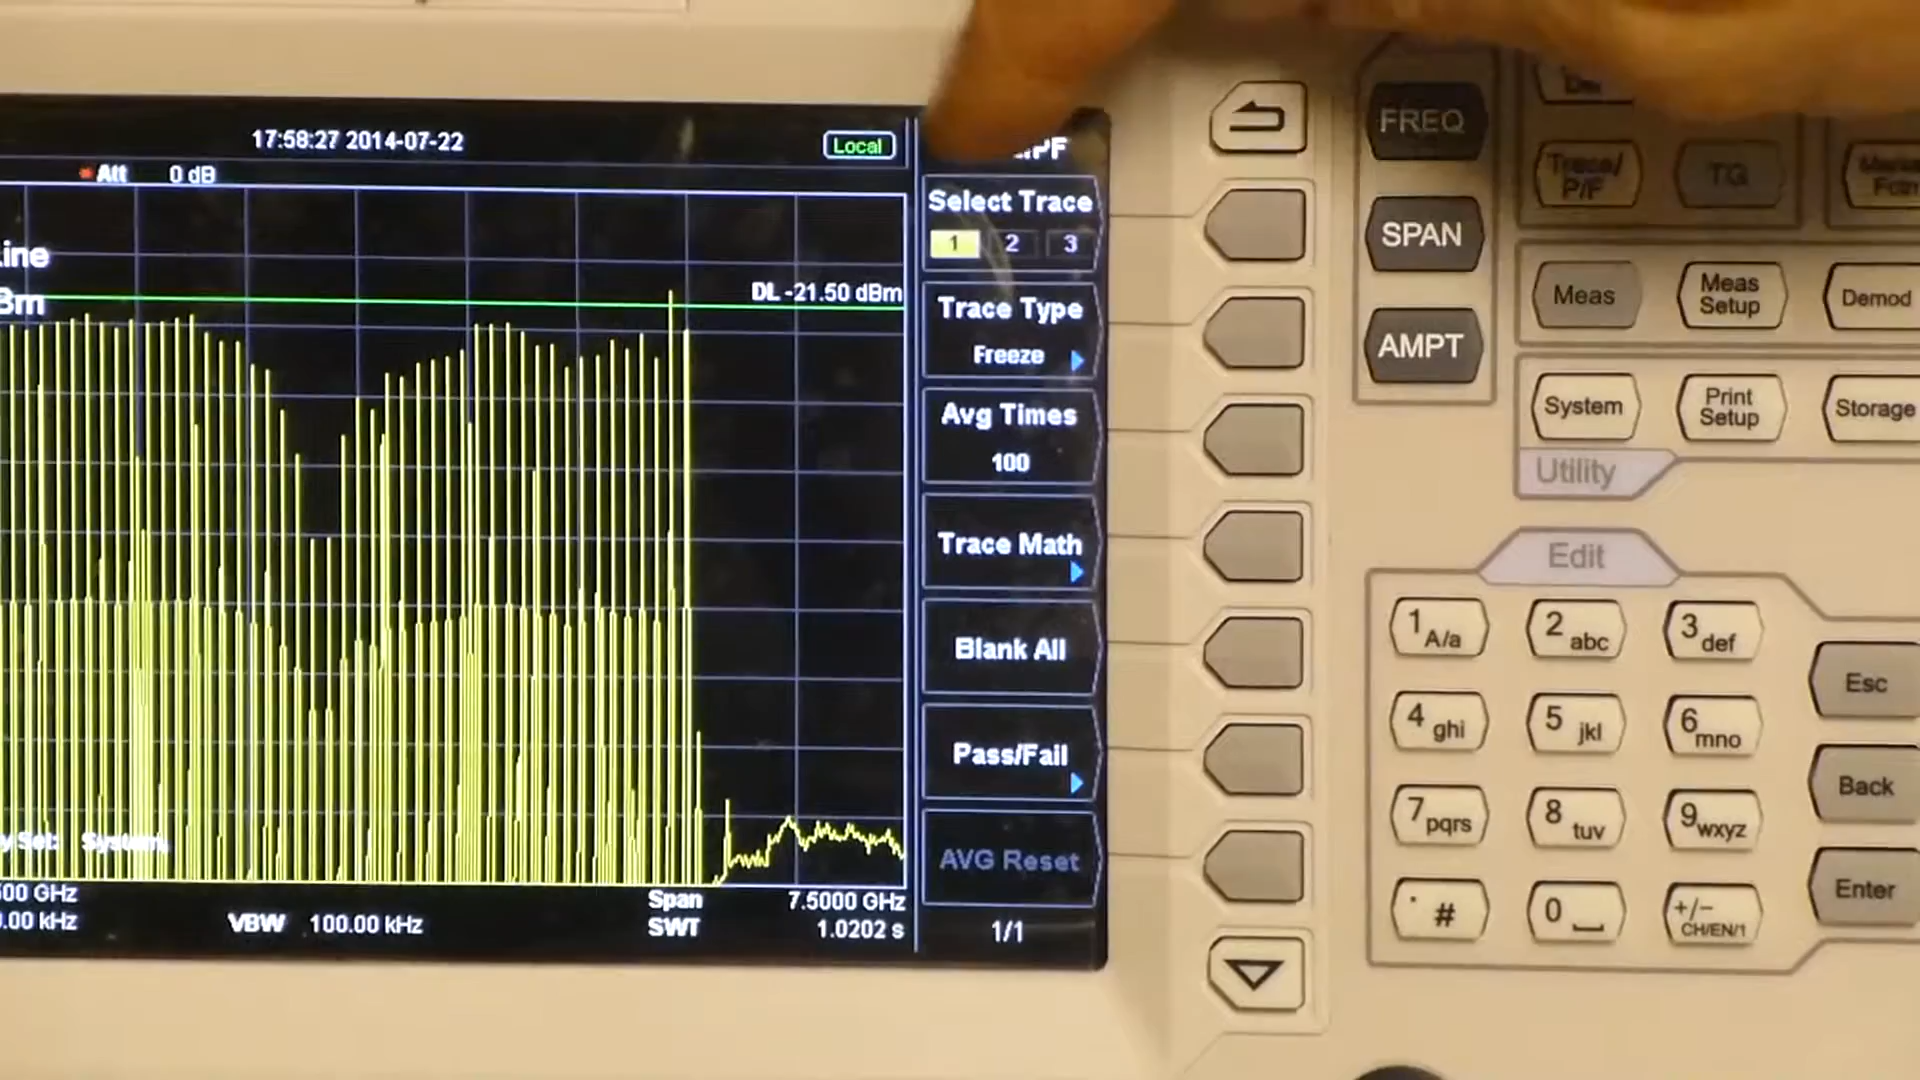 17:58:27 2014-07-22
Local
Att 0 dB
Select Trace
1 2 3
DL -21.50 dBm
Trace Type
Freeze
Avg Times
100
Trace Math
Blank All
Pass/Fail
AVG Reset
Span 7.5000 GHz
VBW 100.00 kHz
SWT 1.0202 s
1/1
FREQ
SPAN
AMPT
Trace/
P/F
TG
Meas
Meas
Setup
Demod
System
Print
Setup
Storage
Utility
Edit
1 A/a
2 abc
3 def
4 ghi
5 jkl
6 mno
7 pqrs
8 tuv
9 wxyz
. #
0
+/-
CH/EN/1
Esc
Back
Enter